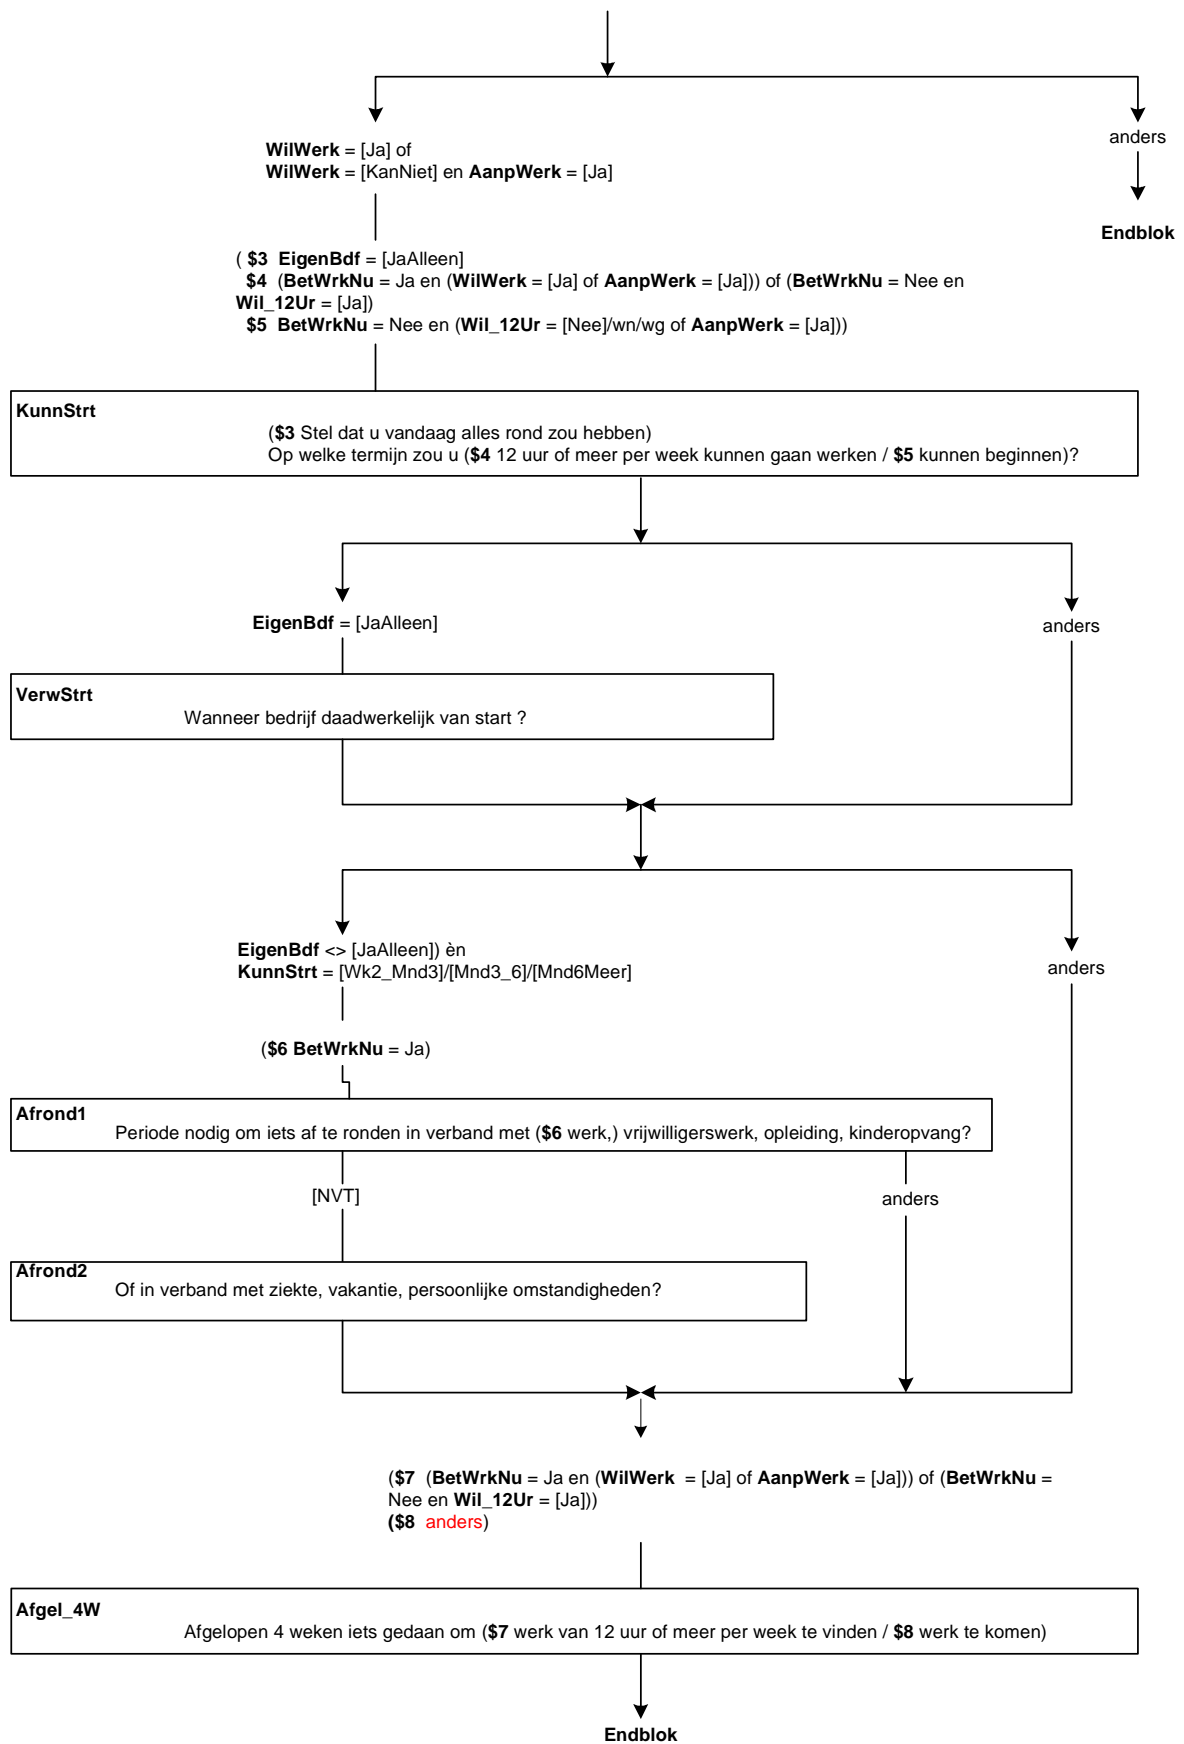 anders
WilWerk = [Ja] of
WilWerk = [KanNiet] en AanpWerk = [Ja]
Endblok
( $3 EigenBdf = [JaAlleen]
$4 (BetWrkNu = Ja en (WilWerk = [Ja] of AanpWerk = [Ja])) of (BetWrkNu = Nee en
Wil_12Ur = [Ja])
$5 BetWrkNu = Nee en (Wil_12Ur = [Nee]/wn/wg of AanpWerk = [Ja]))
KunnStrt
($3 Stel dat u vandaag alles rond zou hebben)
Op welke termijn zou u ($4 12 uur of meer per week kunnen gaan werken / $5 kunnen beginnen)?
EigenBdf = [JaAlleen]
anders
VerwStrt
Wanneer bedrijf daadwerkelijk van start ?
EigenBdf <> [JaAlleen]) èn
KunnStrt = [Wk2_Mnd3]/[Mnd3_6]/[Mnd6Meer]
anders
($6 BetWrkNu = Ja)
Afrond1
Periode nodig om iets af te ronden in verband met ($6 werk,) vrijwilligerswerk, opleiding, kinderopvang?
[NVT]
anders
Afrond2
Of in verband met ziekte, vakantie, persoonlijke omstandigheden?
($7 (BetWrkNu = Ja en (WilWerk = [Ja] of AanpWerk = [Ja])) of (BetWrkNu =
Nee en Wil_12Ur = [Ja]))
($8 anders)
Afgel_4W
Afgelopen 4 weken iets gedaan om ($7 werk van 12 uur of meer per week te vinden / $8 werk te komen)
Endblok